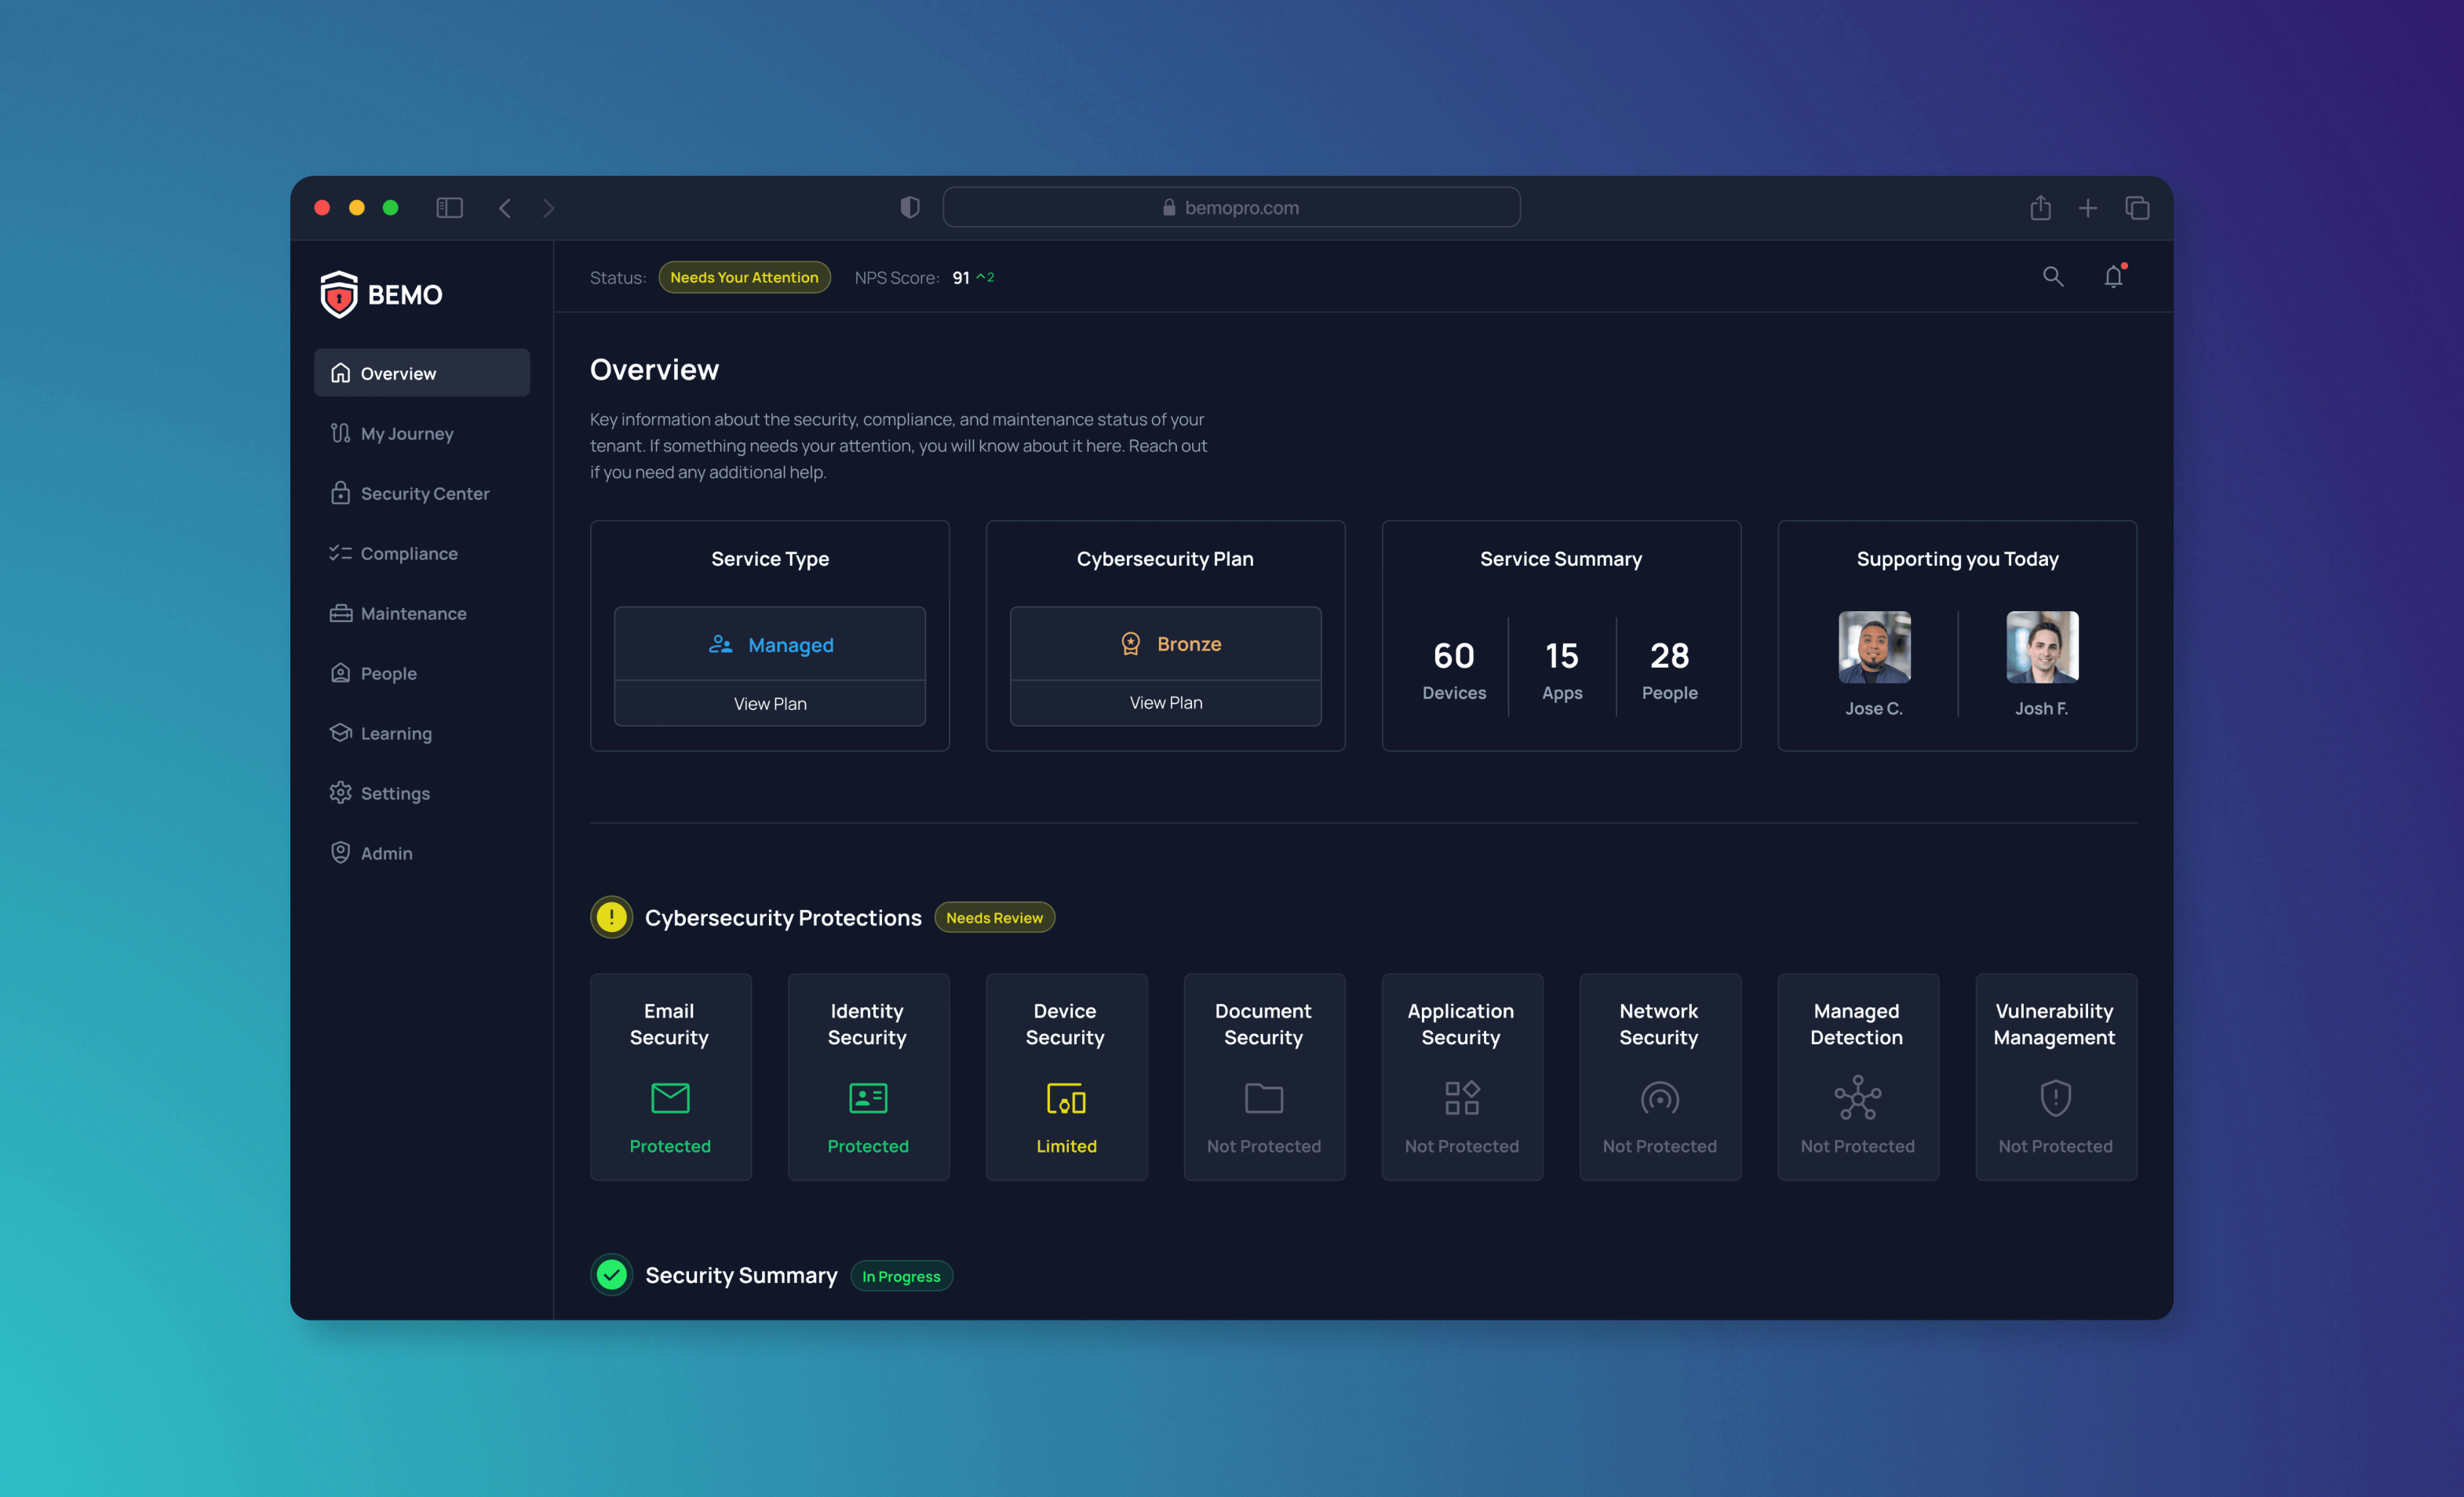 bemopro.com
BEMO
Status: Needs Your Attention NPS Score: 91 ^2
Overview
My Journey
Security Center
Compliance
Maintenance
People
Learning
Settings
Admin
Overview
Key information about the security, compliance, and maintenance status of your
tenant. If something needs your attention, you will know about it here. Reach out
if you need any additional help.
Service Type
Managed
View Plan
Cybersecurity Plan
Bronze
View Plan
Service Summary
60
Devices
15
Apps
28
People
Supporting you Today
Jose C.
Josh F.
Cybersecurity Protections Needs Review
Email
Security
Protected
Identity
Security
Protected
Device
Security
Limited
Document
Security
Not Protected
Application
Security
Not Protected
Network
Security
Not Protected
Managed
Detection
Not Protected
Vulnerability
Management
Not Protected
Security Summary In Progress